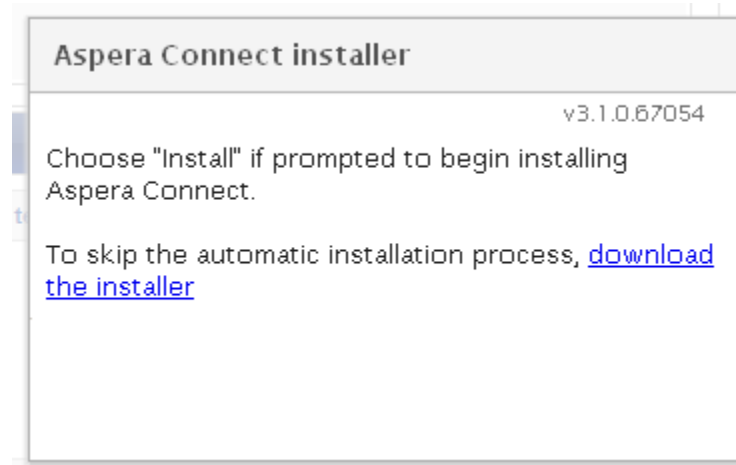 Aspera Connect installer
v3.1.0.67054
Choose "Install" if prompted to begin installing
Aspera Connect.
To skip the automatic installation process, download
the installer